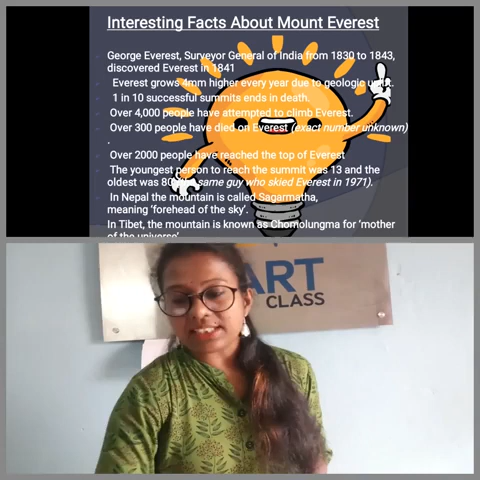 Interesting Facts About Mount Everest
George Everest, Surveyor General of India from 1830 to 1843,
discovered Everest in 1841
Everest grows 4mm higher every year due to geologic uplift.
1 in 10 successful summits ends in death.
Over 4,000 people have attempted to climb Everest.
Over 300 people have died on Everest (exact number unknown)
.
Over 2000 people have reached the top of Everest
The youngest person to reach the summit was 13 and the
oldest was 80 same guy who skied Everest in 1971).
In Nepal the mountain is called Sagarmatha,
meaning ‘forehead of the sky’.
In Tibet, the mountain is known as Chomolungma for ‘mother
of the universe’
ART
CLASS